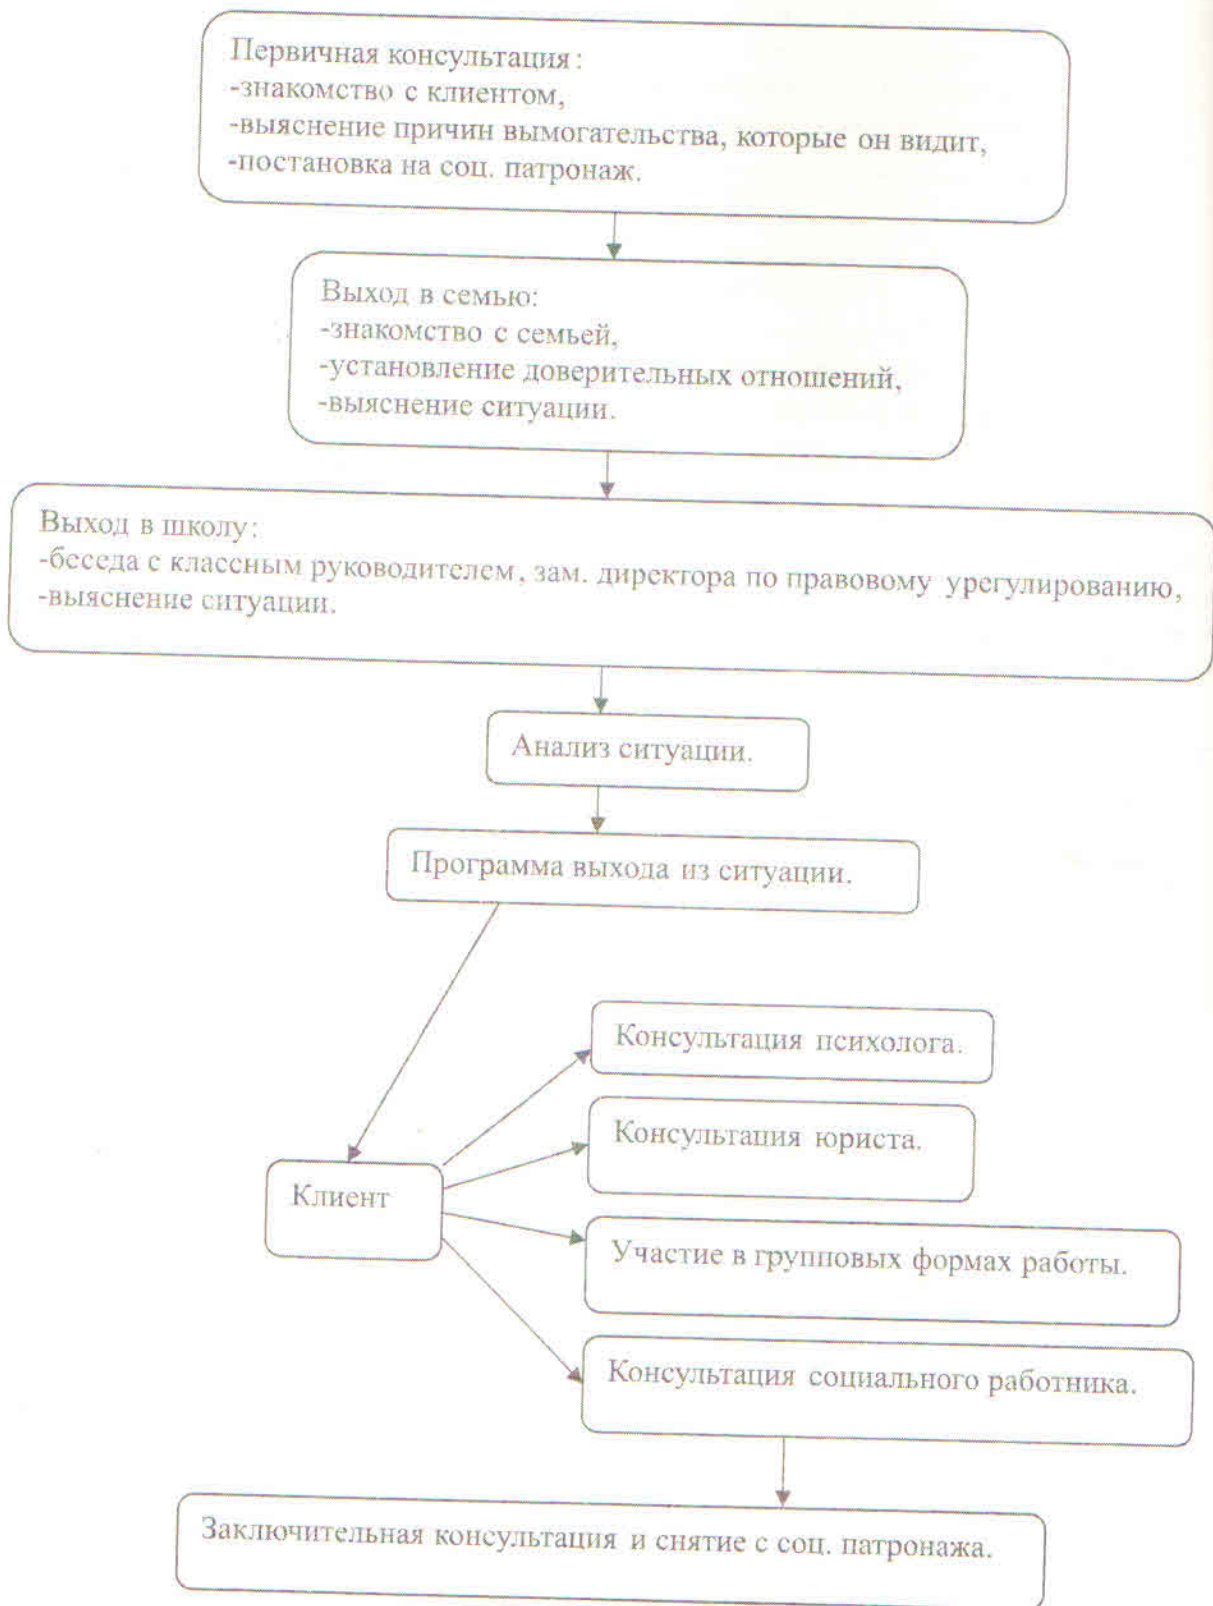 Первичная консультация:
-знакомство с клиентом,
-выяснение причин вымогательства, которые он видит,
-постановка на соц. патронаж.
Выход в семью:
-знакомство с семьей,
-установление доверительных отношений,
-выяснение ситуации.
Выход в школу:
-беседа с классным руководителем, зам. директора по правовому урегулированию,
-выяснение ситуации.
Анализ ситуации.
Программа выхода из ситуации.
Консультация психолога.
Консультация юриста.
Клиент
Участие в групповых формах работы.
Консультация социального работника.
Заключительная консультация и снятие с соц. патронажа.